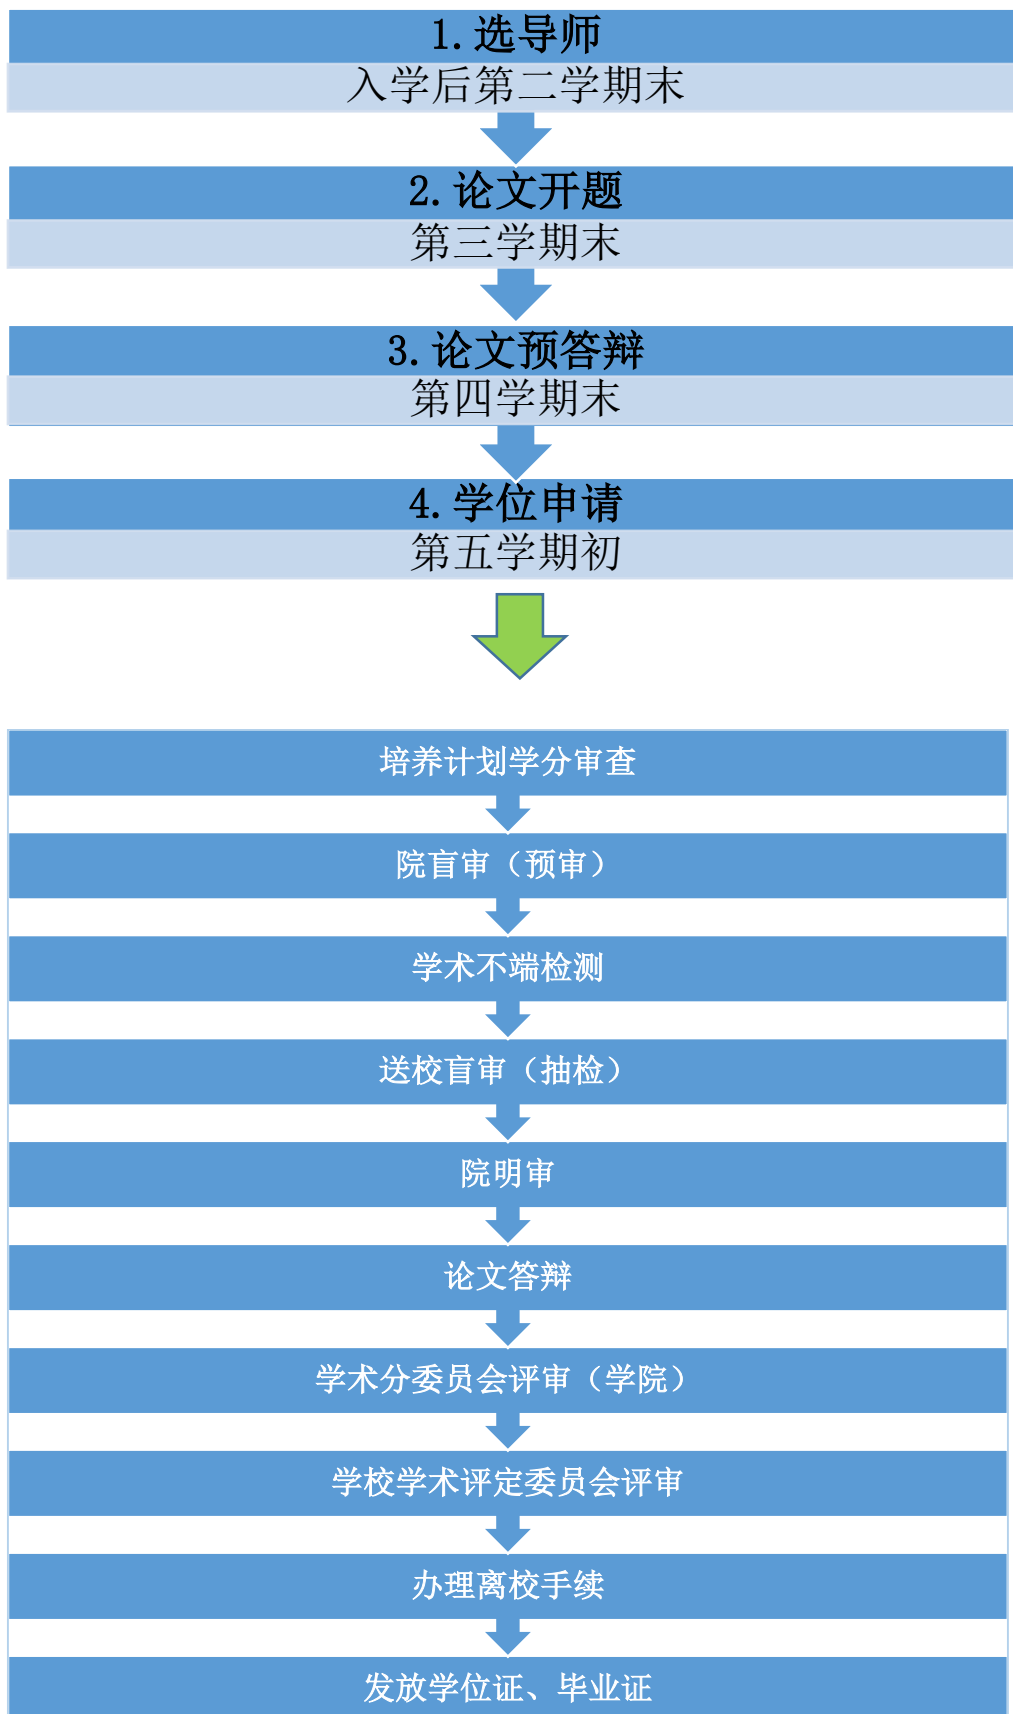 1.选导师
入学后第二学期末
2.论文开题
第三学期末
3.论文预答辩
第四学期末
4.学位申请
第五学期初
培养计划学分审查
院盲审（预审）
学术不端检测
送校盲审（抽检）
院明审
论文答辩
学术分委员会评审（学院）
学校学术评定委员会评审
办理离校手续
发放学位证、毕业证